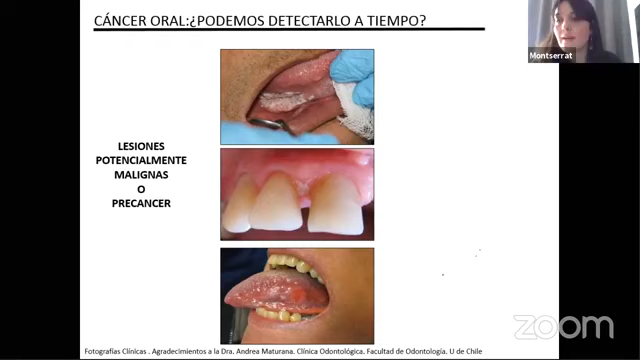 CÁNCER ORAL:¿PODEMOS DETECTARLO A TIEMPO?
Montserrat
LESIONES
POTENCIALMENTE
MALIGNAS
O
PRECANCER
zoom
Fotografías Clínicas . Agradecimientos a la Dra. Andrea Maturana. Clínica Odontológica. Facultad de Odontología. U de Chile